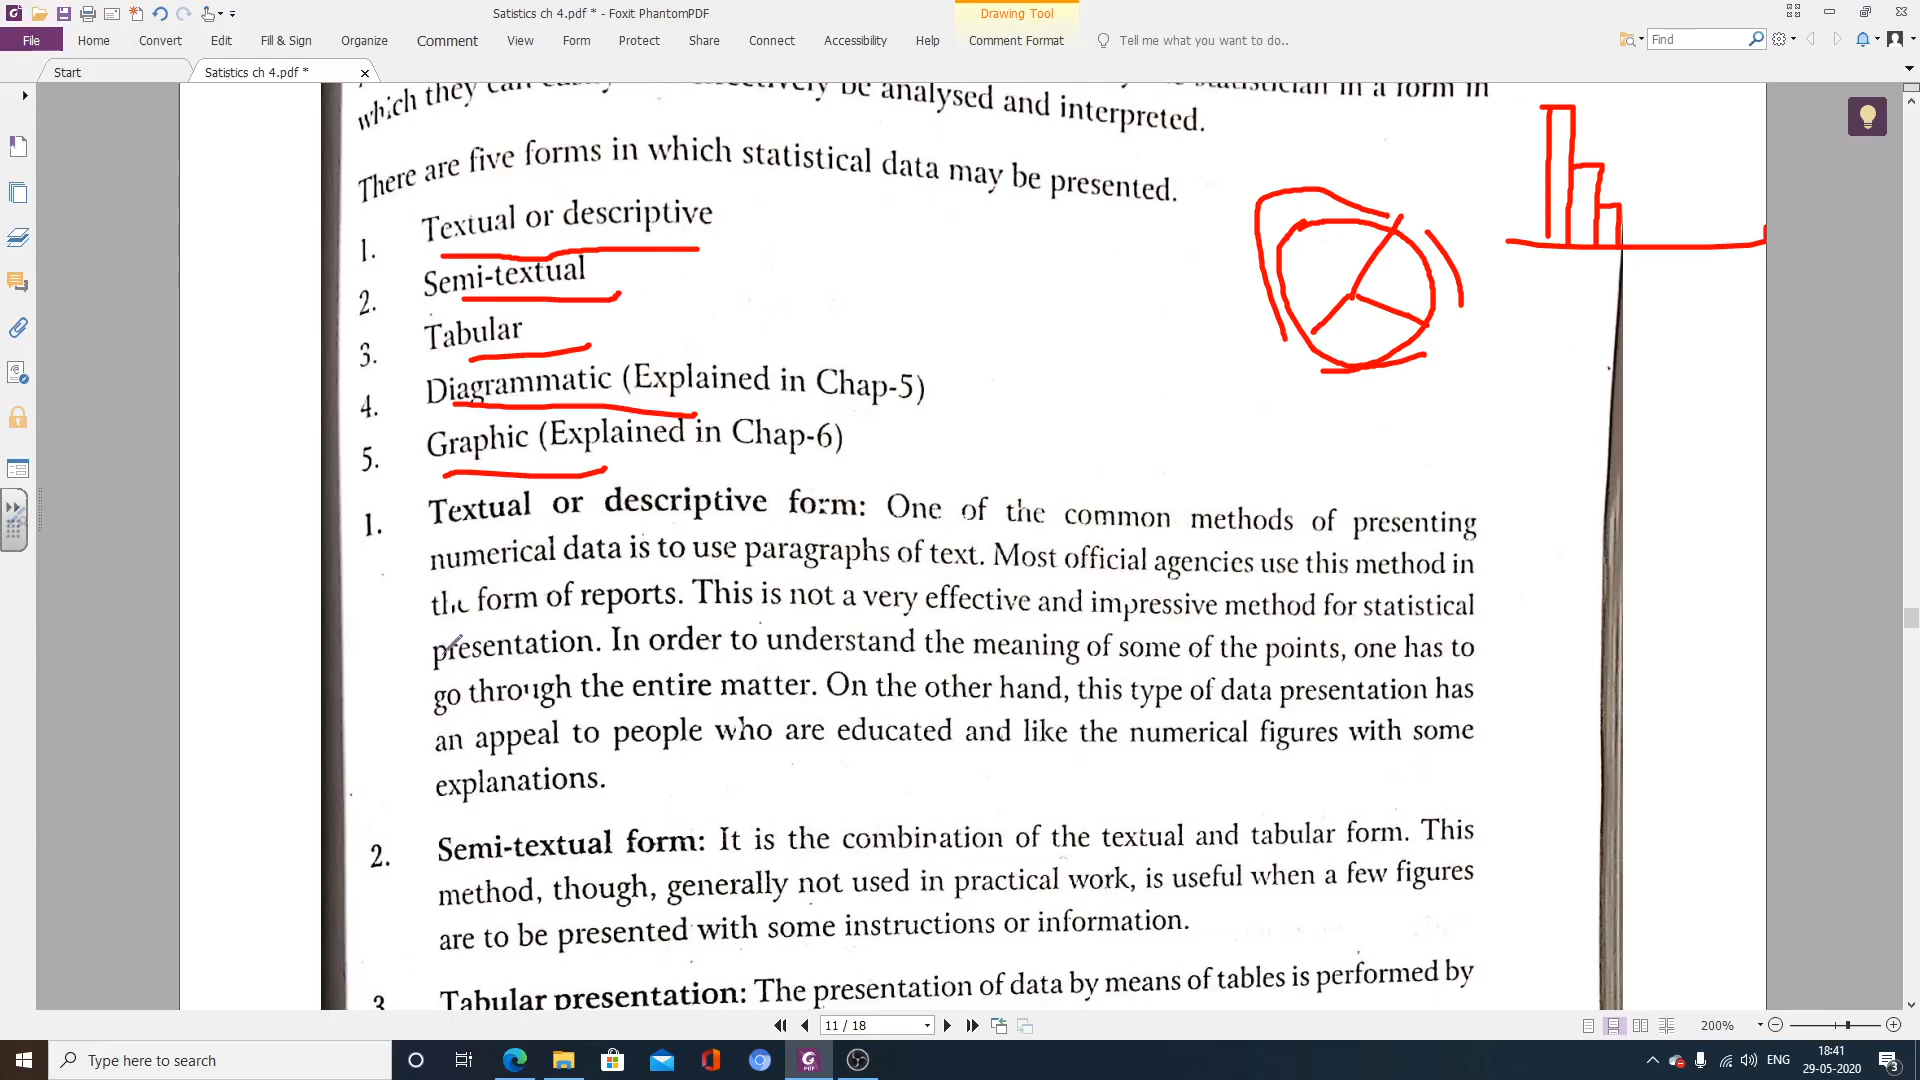 Satistics ch 4.pdf * - Foxit PhantomPDF
Drawing Tool
File Home Convert Edit Fill & Sign Organize Comment View Form Protect Share Connect Accessibility Help Comment Format Tell me what you want to do.. Find
Start Satistics ch 4.pdf *
which they can be analysed and interpreted.
There are five forms in which statistical data may be presented.
1. Textual or descriptive
2. Semi-textual
3. Tabular
4. Diagrammatic (Explained in Chap-5)
5. Graphic (Explained in Chap-6)
1. Textual or descriptive form: One of the common methods of presenting
numerical data is to use paragraphs of text. Most official agencies use this method in
the form of reports. This is not a very effective and impressive method for statistical
presentation. In order to understand the meaning of some of the points, one has to
go through the entire matter. On the other hand, this type of data presentation has
an appeal to people who are educated and like the numerical figures with some
explanations.
2. Semi-textual form: It is the combination of the textual and tabular form. This
method, though, generally not used in practical work, is useful when a few figures
are to be presented with some instructions or information.
3 Tabular presentation: The presentation of data by means of tables is performed by
11 / 18
200%
Type here to search
ENG
18:41
29-05-2020
3